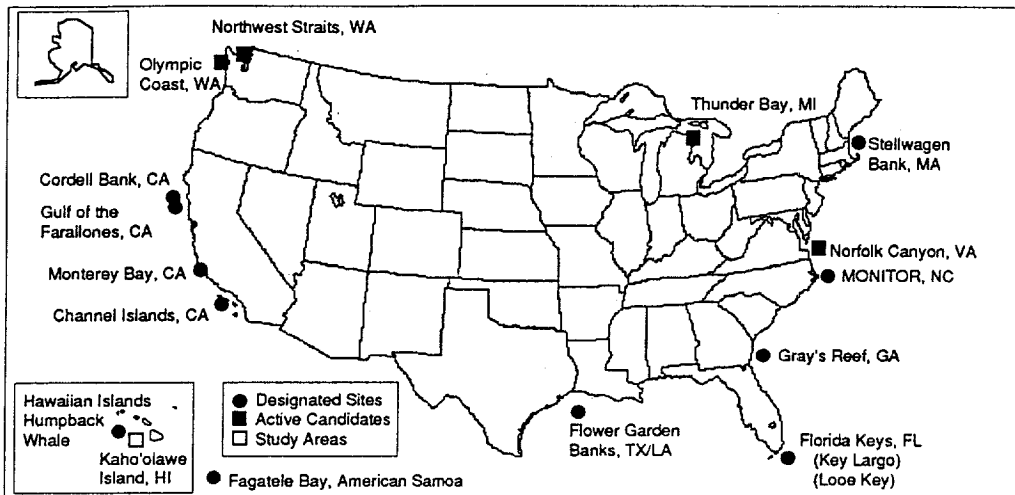 Northwest Straits, WA
Olympic
Coast, WA
Thunder Bay, MI
Stellwagen
Bank, MA
Cordell Bank, CA
Gulf of the
Farallones, CA
Norfolk Canyon, VA
Monterey Bay, CA
MONITOR, NC
Channel Islands, CA
Gray's Reef, GA
Hawaiian Islands
Humpback
Whale
Kaho'olawe
Island, HI
Designated Sites
Active Candidates
Study Areas
Flower Garden
Banks, TX/LA
Florida Keys, FL
(Key Largo)
(Looe Key)
Fagatele Bay, American Samoa